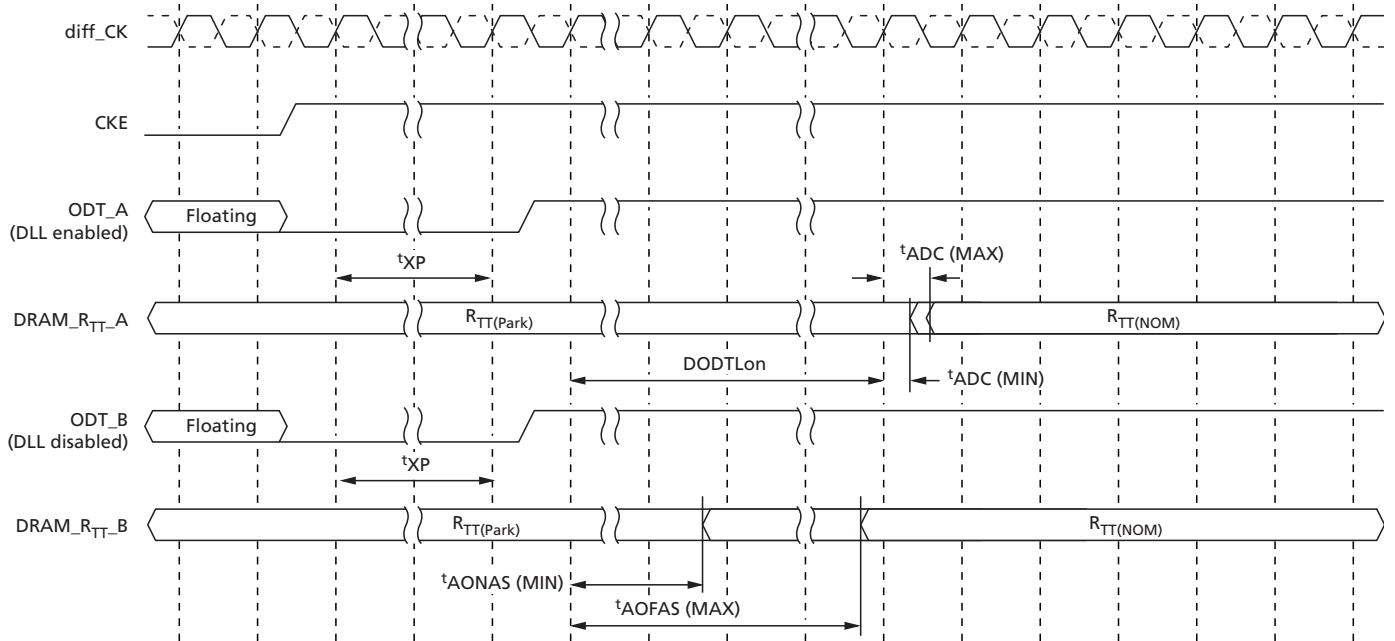 diff_CK
CKE
ODT_A
(DLL enabled)
Floating
tXP
tADC (MAX)
DRAM_RTT_A
RTT(Park)
RTT(NOM)
DODTLon
tADC (MIN)
ODT_B
(DLL disabled)
Floating
tXP
DRAM_RTT_B
RTT(Park)
RTT(NOM)
tAONAS (MIN)
tAOFAS (MAX)